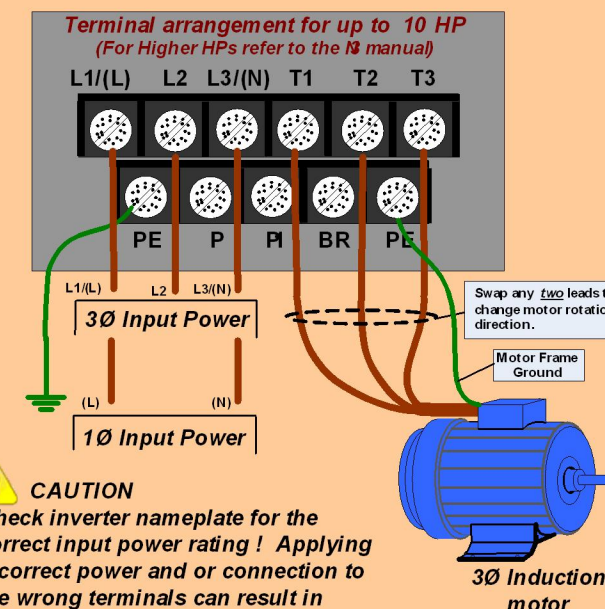 Terminal arrangement for up to 10 HP
(For Higher HPs refer to the N3 manual)
L1/(L) L2 L3/(N) T1 T2 T3
PE P P1 BR PE
L1/(L) L2 L3/(N)
3Ø Input Power
(L) (N)
1Ø Input Power
Swap any two leads t
change motor rotatio
direction.
Motor Frame
Ground
CAUTION
heck inverter nameplate for the
orrect input power rating ! Applying
correct power and or connection to
e wrong terminals can result in
3Ø Induction
motor